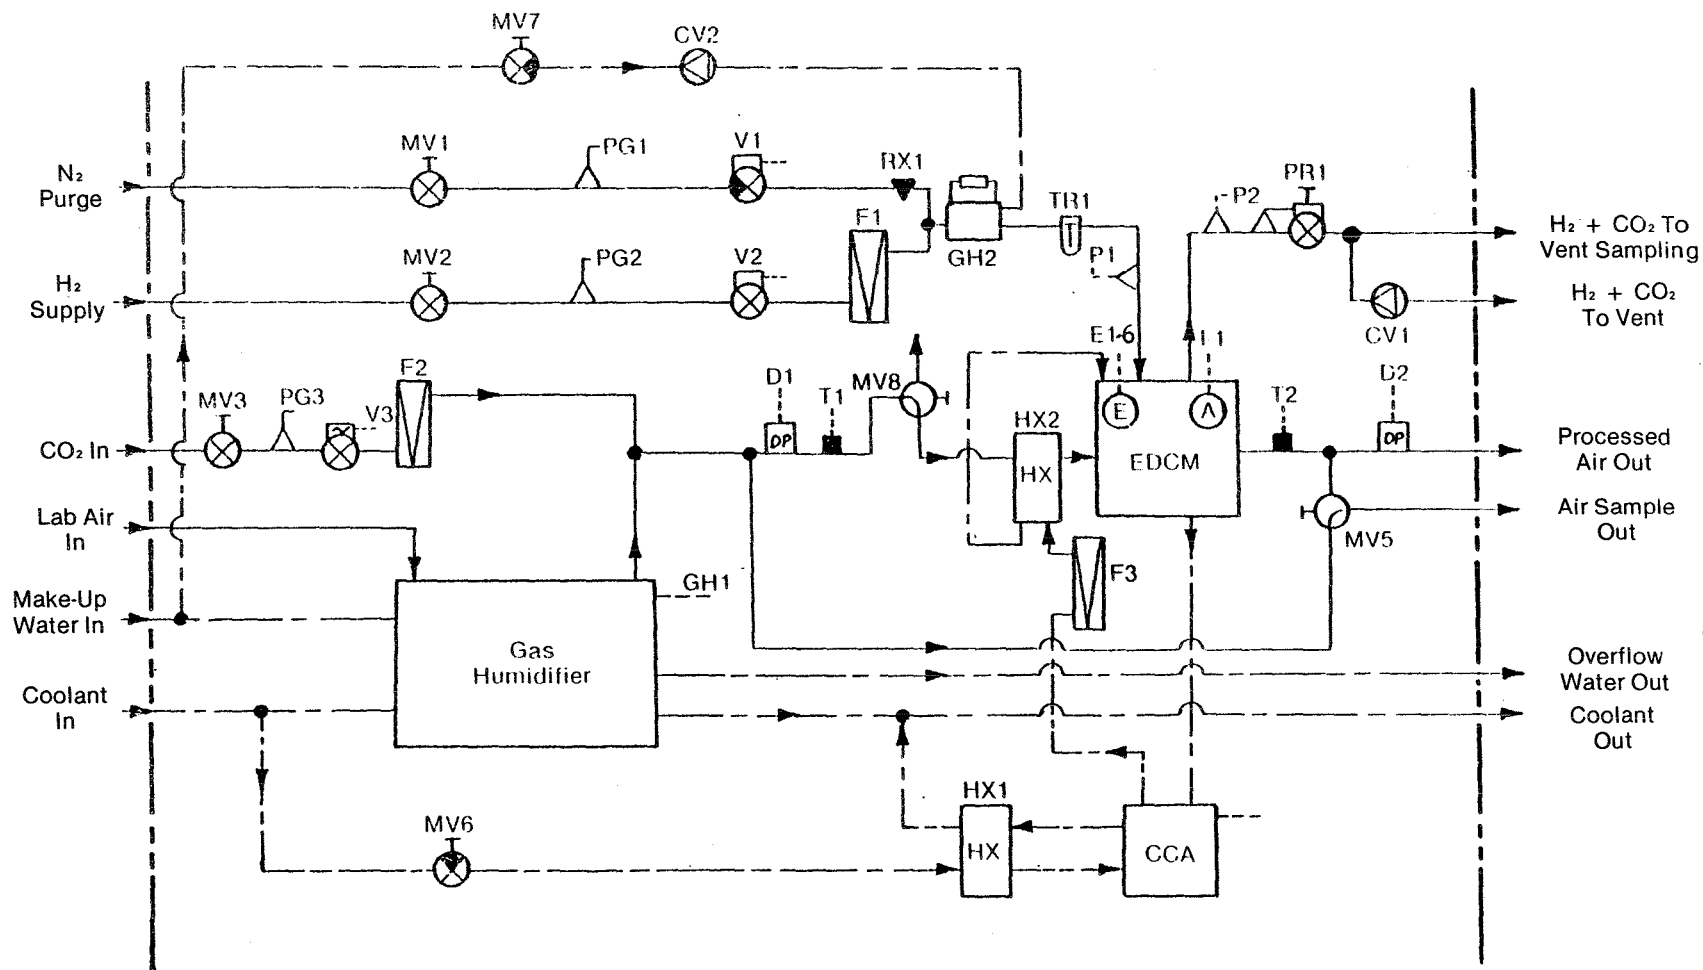 MV7
CV2
MV1
PG1
V1
RX1
N₂
Purge
TR1
PR1
P2
F1
GH2
P1
MV2
PG2
V2
H₂
Supply
H₂ + CO₂ To
Vent Sampling
H₂ + CO₂
To Vent
CV1
E1-6
I-1
F2
MV3
PG3
V3
D1
T1
MV8
HX2
T2
D2
CO₂ In
DP
HX
E
A
EDCM
DP
Processed
Air Out
Lab Air
In
Air Sample
Out
MV5
F3
GH1
Make-Up
Water In
Gas
Humidifier
Overflow
Water Out
Coolant
In
Coolant
Out
HX1
MV6
HX
CCA